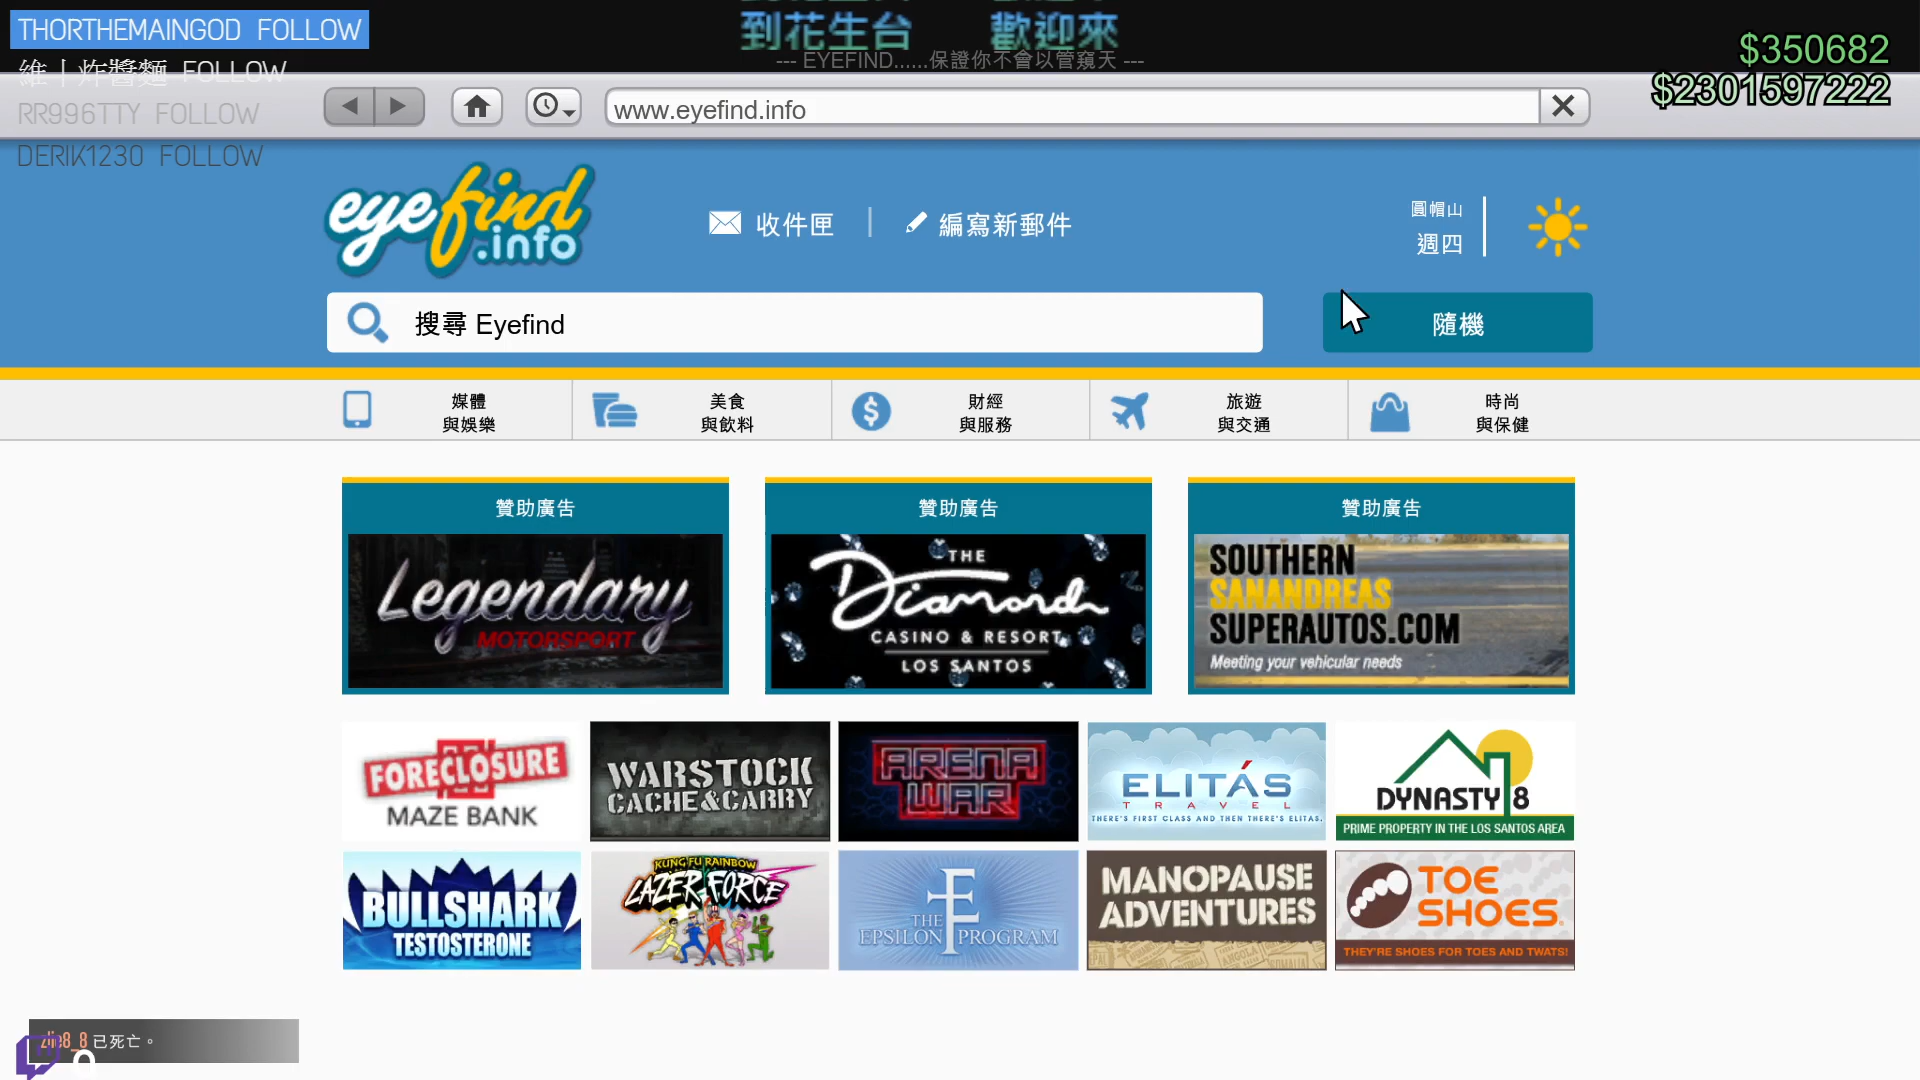 THORTHEMAINGOD FOLLOW
維丨炸醬麵 FOLLOW
RR996TTY FOLLOW
DERIK1230 FOLLOW
到花生台 歡迎來
--- EYEFIND......保證你不會以管窺天 ---
$350682
$2301597222
www.eyefind.info
eyefind.info
收件匣
編寫新郵件
圓帽山
週四
搜尋 Eyefind
隨機
媒體
與娛樂
美食
與飲料
財經
與服務
旅遊
與交通
時尚
與保健
贊助廣告
Legendary
MOTORSPORT
贊助廣告
THE
Diamond
CASINO & RESORT
LOS SANTOS
贊助廣告
SOUTHERN
SANANDREAS
SUPERAUTOS.COM
Meeting your vehicular needs
FORECLOSURE
MAZE BANK
WARSTOCK
CACHE&CARRY
ARENA
WAR
ELITÁS
TRAVEL
THERE'S FIRST CLASS AND THEN THERE'S ELITAS.
DYNASTY 8
PRIME PROPERTY IN THE LOS SANTOS AREA
BULLSHARK
TESTOSTERONE
KUNG FU RAINBOW
LAZER FORCE
THE
EPSILON PROGRAM
MANOPAUSE
ADVENTURES
TOE
SHOES
THEY'RE SHOES FOR TOES AND TWATS!
已死亡。